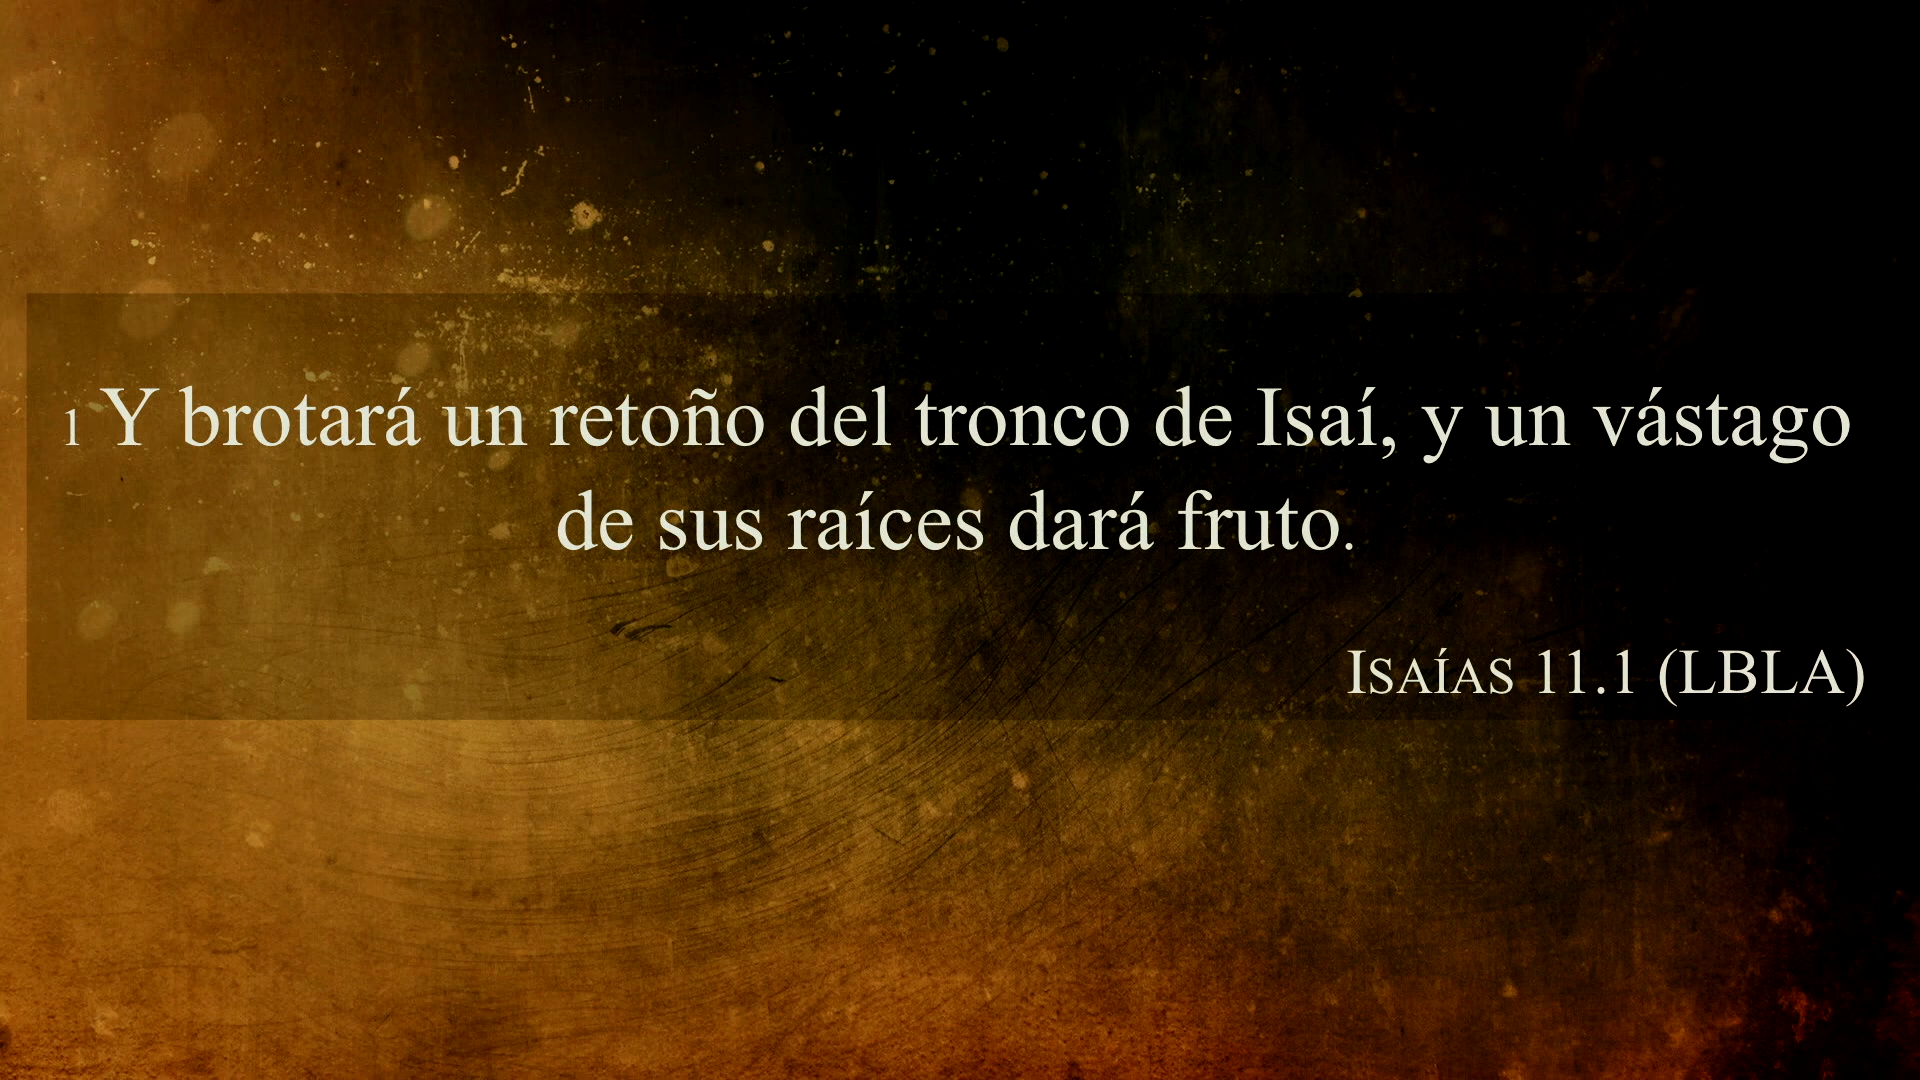 1 Y brotará un retoño del tronco de Isaí, y un vástago
de sus raíces dará fruto.
Isaías 11.1 (LBLA)